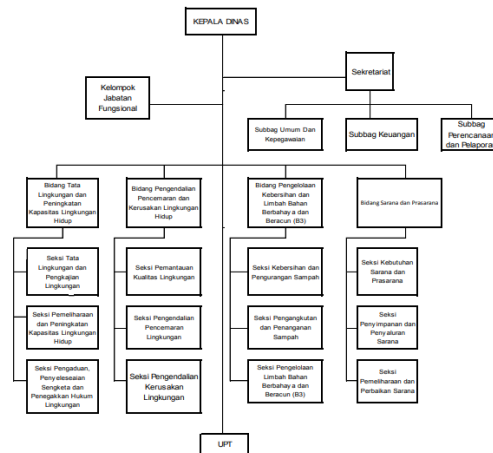 KEPALA DINAS
Sekretariat
Kelompok
Jabatan
Fungsional
Subbag Umum Dan
Kepegawaian
Subbag Keuangan
Subbag
Perencanaan
dan Pelaporan
Bidang Tata
Lingkungan dan
Peningkatan
Kapasitas Lingkungan
Hidup
Bidang Pengendalian
Pencemaran dan
Kerusakan Lingkungan
Hidup
Bidang Pengelolaan
Kebersihan dan
Limbah Bahan
Berbahaya dan
Beracun (B3)
Bidang Sarana dan Prasarana
Seksi Tata
Lingkungan dan
Pengkajian
Lingkungan
Seksi Pemantauan
Kualitas Lingkungan
Seksi Kebersihan dan
Pengurangan Sampah
Seksi Kebutuhan
Sarana dan
Prasarana
Seksi Pemeliharaan
dan Peningkatan
Kapasitas Lingkungan
Hidup
Seksi Pengendalian
Pencemaran
Lingkungan
Seksi Pengangkutan
dan Penanganan
Sampah
Seksi
Penyimpanan dan
Penyaluran
Sarana
Seksi Pengaduan,
Penyeleseaian
Sengketa dan
Penegakkan Hukum
Lingkungan
Seksi Pengendalian
Kerusakan
Lingkungan
Seksi Pengelolaan
Limbah Bahan
Berbahaya dan
Beracun (B3)
Seksi
Pemeliharaan dan
Perbaikan Sarana
UPT